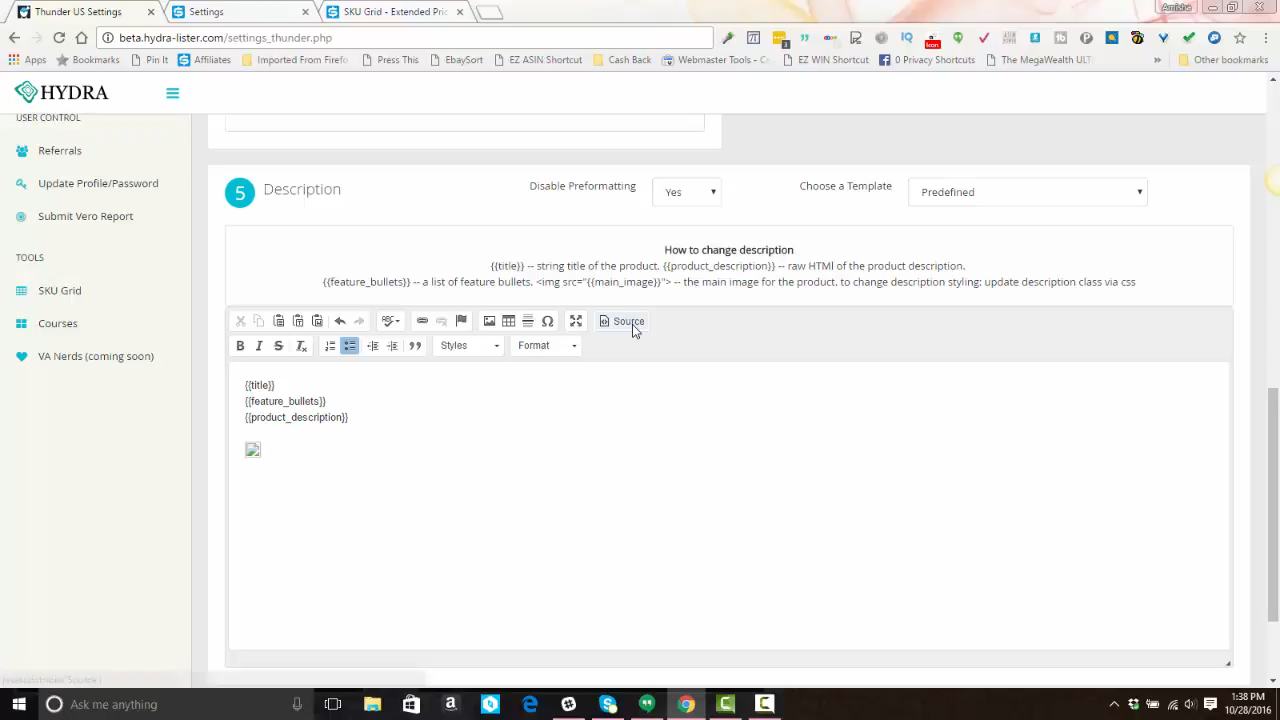 Thunder US Settings
Settings
SKU Grid - Extended Pric
Amishe
beta.hydra-lister.com/settings_thunder.php
Apps
Bookmarks
Pin It
Affiliates
Imported From Firefo
Press This
EbaySort
EZ ASIN Shortcut
Cash Back
Webmaster Tools - C
EZ WIN Shortcut
0 Privacy Shortcuts
The MegaWealth ULT
»
Other bookmarks
HYDRA
USER CONTROL
Referrals
Update Profile/Password
Submit Vero Report
TOOLS
SKU Grid
Courses
VA Nerds (coming soon)
5 Description
Disable Preformatting
Yes
Choose a Template
Predefined
How to change description
{{title}} -- string title of the product. {{product_description}} -- raw HTMl of the product description.
{{feature_bullets}} -- a list of feature bullets. <img src="{{main_image}}"> -- the main image for the product. to change description styling; update description class via css
Source
Styles
Format
{{title}}
{{feature_bullets}}
{{product_description}}
Ask me anything
1:38 PM
10/28/2016